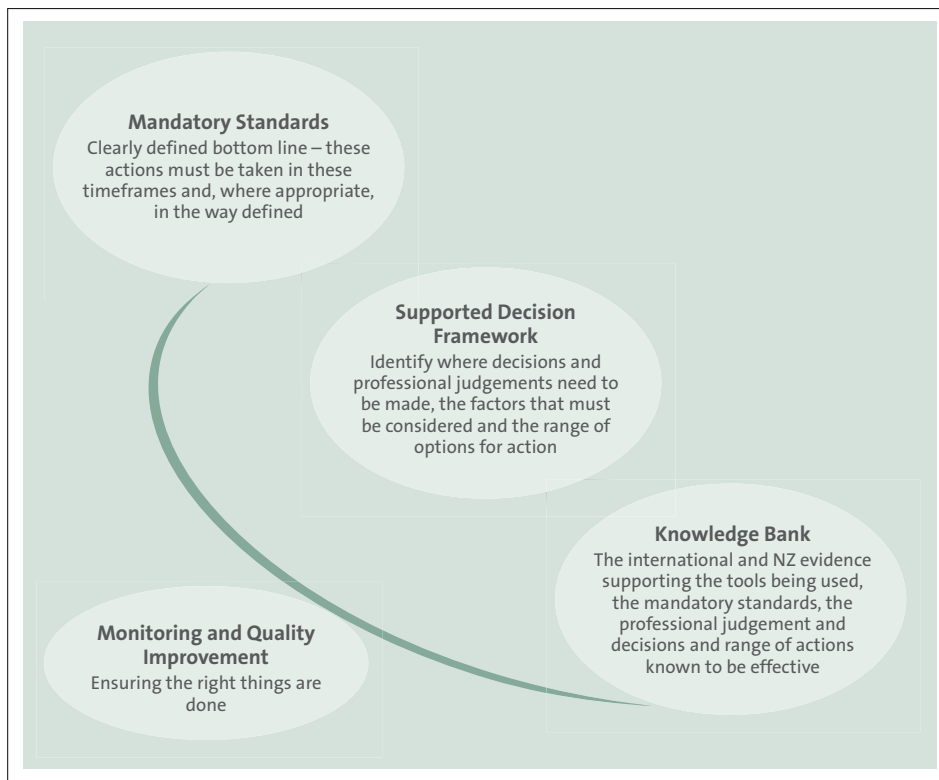 Mandatory Standards
Clearly defined bottom line – these
actions must be taken in these
timeframes and, where appropriate,
in the way defined
Supported Decision
Framework
Identify where decisions and
professional judgements need to
be made, the factors that must
be considered and the range of
options for action
Knowledge Bank
The international and NZ evidence
supporting the tools being used,
the mandatory standards, the
professional judgement and
decisions and range of actions
known to be effective
Monitoring and Quality
Improvement
Ensuring the right things are
done